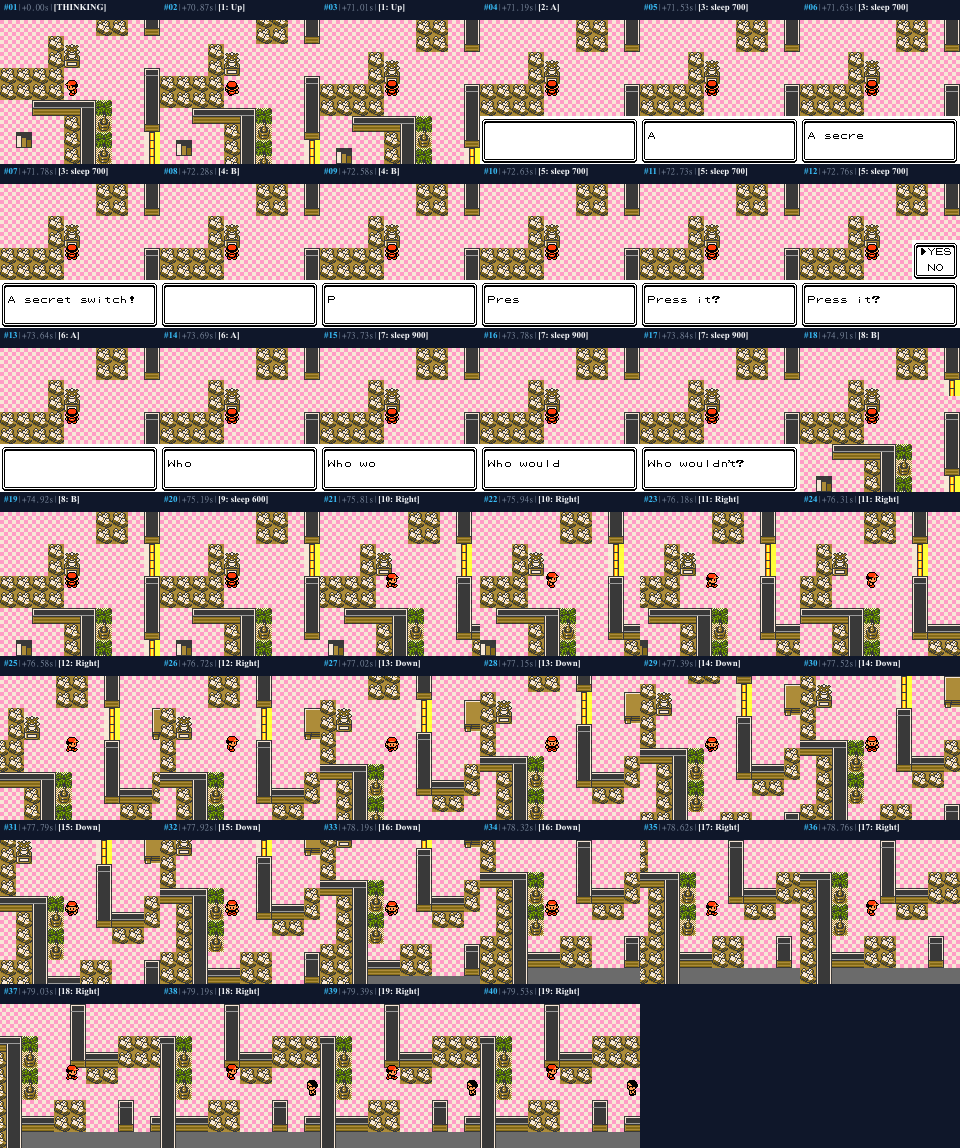 #01|+0.00s|[THINKING]
#02|+70.87s|[1: Up]
#03|+71.01s|[1: Up]
#04|+71.19s|[2: A]
#05|+71.53s|[3: sleep 700]
#06|+71.63s|[3: sleep 700]
A
A secre
#07|+71.78s|[3: sleep 700]
#08|+72.28s|[4: B]
#09|+72.58s|[4: B]
#10|+72.63s|[5: sleep 700]
#11|+72.73s|[5: sleep 700]
#12|+72.76s|[5: sleep 700]
▶YES
NO
A secret switch!
P
Pres
Press it?
Press it?
#13|+73.64s|[6: A]
#14|+73.69s|[6: A]
#15|+73.73s|[7: sleep 900]
#16|+73.78s|[7: sleep 900]
#17|+73.84s|[7: sleep 900]
#18|+74.91s|[8: B]
Who
Who wo
Who would
Who wouldn't?
#19|+74.92s|[8: B]
#20|+75.19s|[9: sleep 600]
#21|+75.81s|[10: Right]
#22|+75.94s|[10: Right]
#23|+76.18s|[11: Right]
#24|+76.31s|[11: Right]
#25|+76.58s|[12: Right]
#26|+76.72s|[12: Right]
#27|+77.02s|[13: Down]
#28|+77.15s|[13: Down]
#29|+77.39s|[14: Down]
#30|+77.52s|[14: Down]
#31|+77.79s|[15: Down]
#32|+77.92s|[15: Down]
#33|+78.19s|[16: Down]
#34|+78.32s|[16: Down]
#35|+78.62s|[17: Right]
#36|+78.76s|[17: Right]
#37|+79.03s|[18: Right]
#38|+79.19s|[18: Right]
#39|+79.39s|[19: Right]
#40|+79.53s|[19: Right]